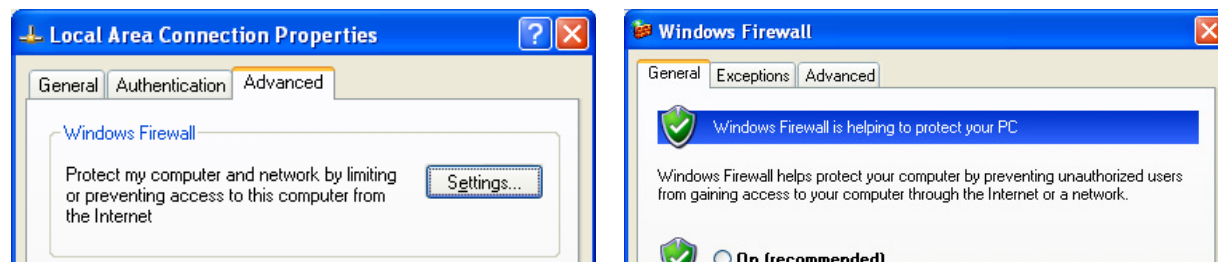 Local Area Connection Properties
General Authentication Advanced
Windows Firewall
Protect my computer and network by limiting
or preventing access to this computer from
the Internet
Settings...
Windows Firewall
General Exceptions Advanced
Windows Firewall is helping to protect your PC
Windows Firewall helps protect your computer by preventing unauthorized users
from gaining access to your computer through the Internet or a network.
On (recommended)